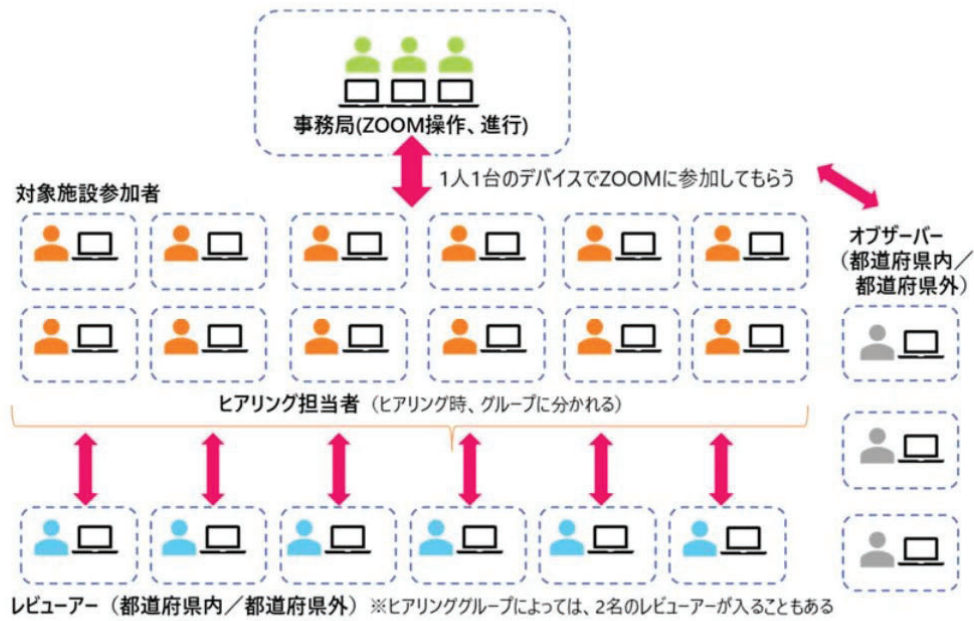 事務局(ZOOM操作、進行)
1人1台のデバイスでZOOMに参加してもらう
対象施設参加者
オブザーバー
(都道府県内／
都道府県外)
ヒアリング担当者 (ヒアリング時、グループに分かれる)
レビューアー (都道府県内／都道府県外) ※ヒアリンググループによっては、2名のレビューアーが入ることもある